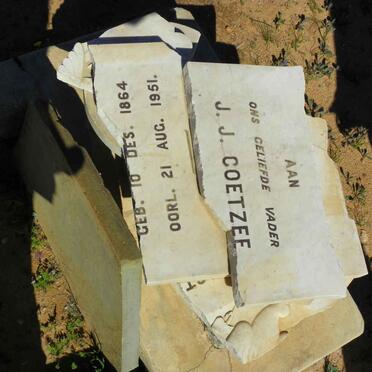 AAN
ONS GELIEFDE VADER
J. J. COETZEE
GEB. 10 DES. 1864
OORL. 21 AUG. 1951.